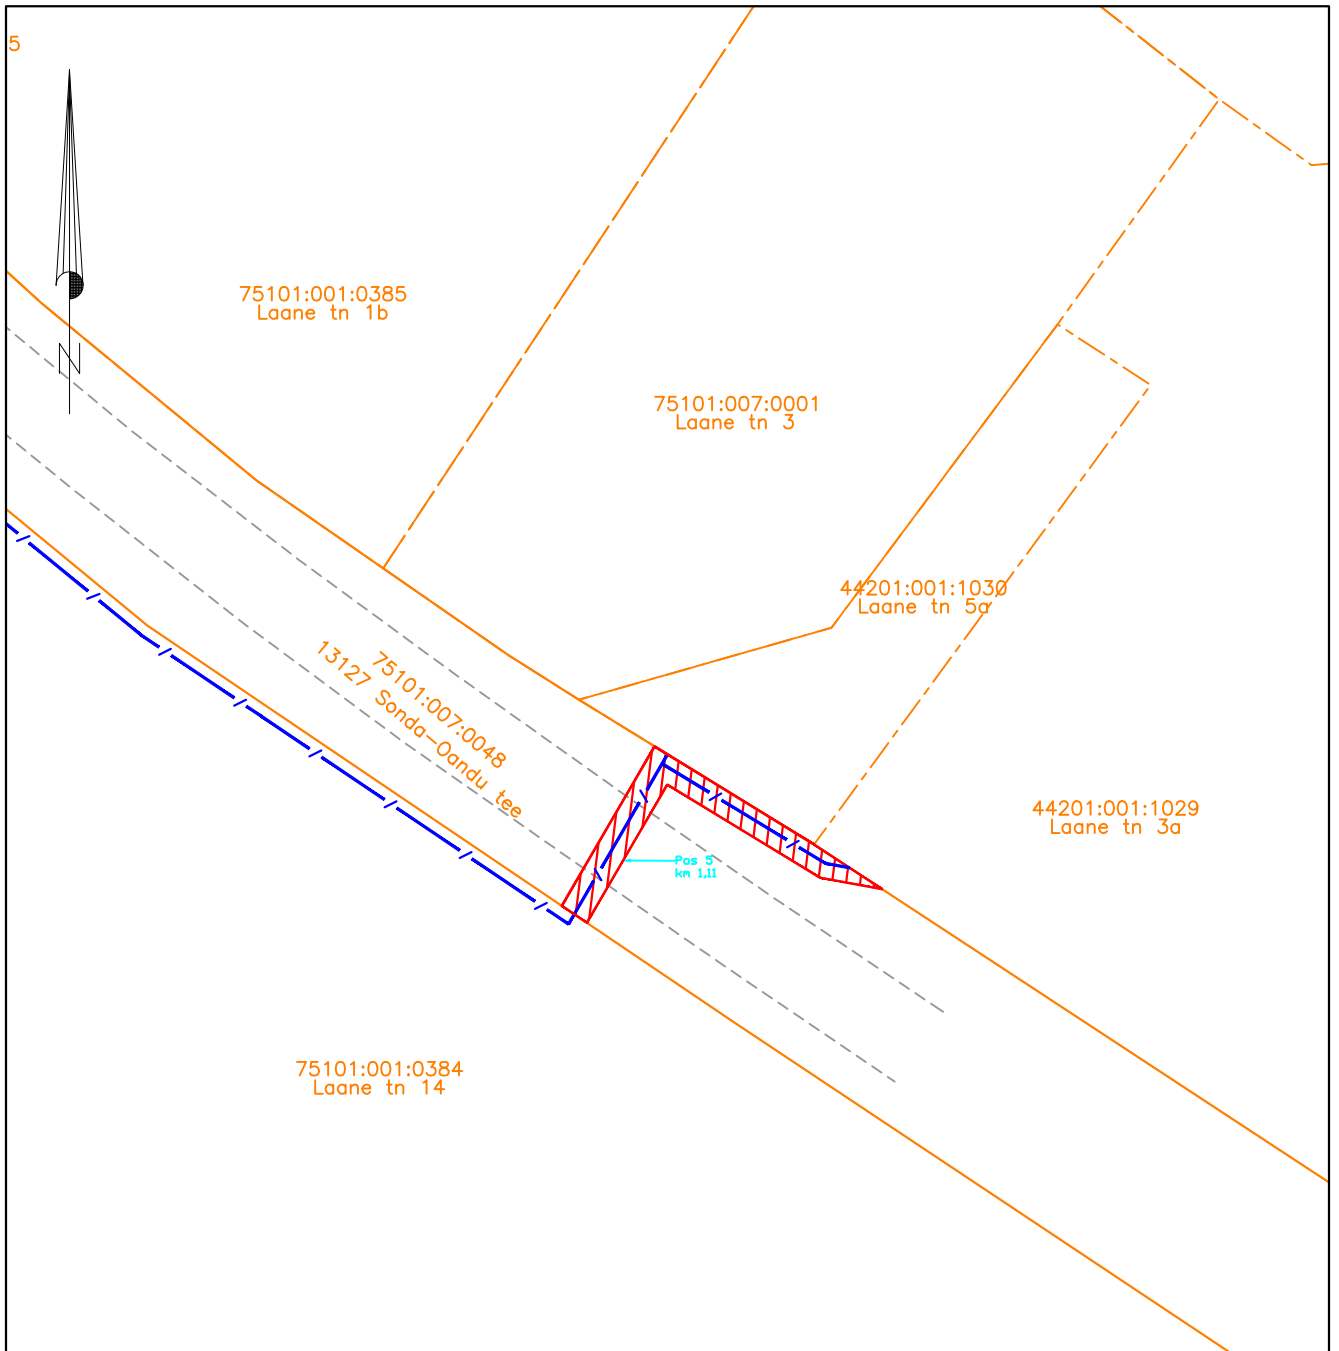 5
75101:001:0385
Laane tn 1b
N
75101:007:0001
Laane tn 3
44201:001:1030
Laane tn 5a
75101:007:0048
13127 Sonda-Oandu tee
44201:001:1029
Laane tn 3a
Pos 5
km 1,11
75101:001:0384
Laane tn 14